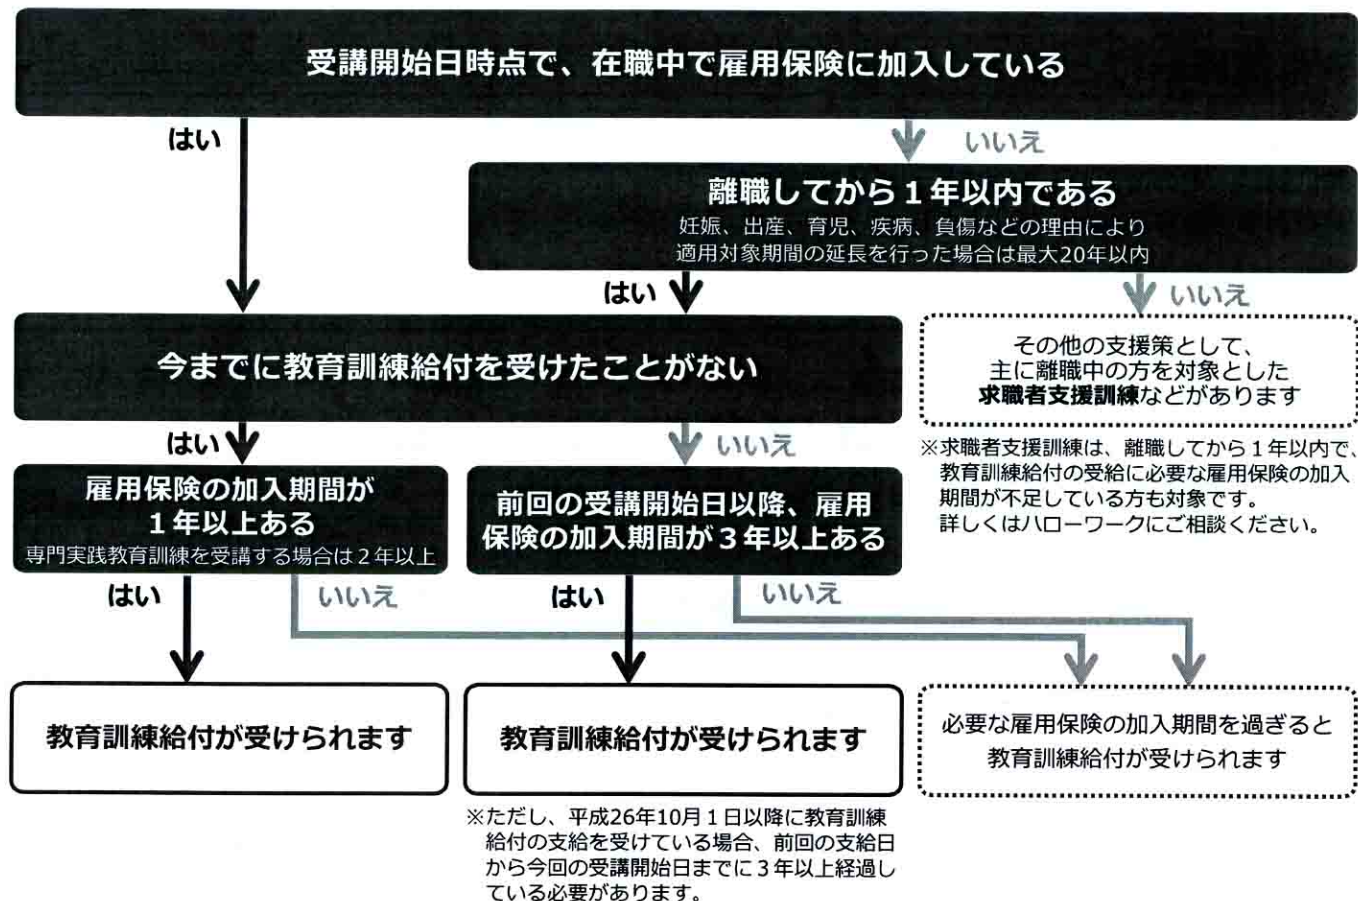 受講開始日時点で、在職中で雇用保険に加入している
はい
いいえ
離職してから１年以内である
妊娠、出産、育児、疾病、負傷などの理由により
適用対象期間の延長を行った場合は最大20年以内
はい
いいえ
今までに教育訓練給付を受けたことがない
その他の支援策として、
主に離職中の方を対象とした
求職者支援訓練などがあります
※求職者支援訓練は、離職してから１年以内で、
教育訓練給付の受給に必要な雇用保険の加入
期間が不足している方も対象です。
詳しくはハローワークにご相談ください。
はい
いいえ
雇用保険の加入期間が
１年以上ある
専門実践教育訓練を受講する場合は２年以上
前回の受講開始日以降、雇用
保険の加入期間が３年以上ある
はい
いいえ
はい
いいえ
教育訓練給付が受けられます
教育訓練給付が受けられます
必要な雇用保険の加入期間を過ぎると
教育訓練給付が受けられます
※ただし、平成26年10月１日以降に教育訓練
給付の支給を受けている場合、前回の支給日
から今回の受講開始日までに３年以上経過し
ている必要があります。